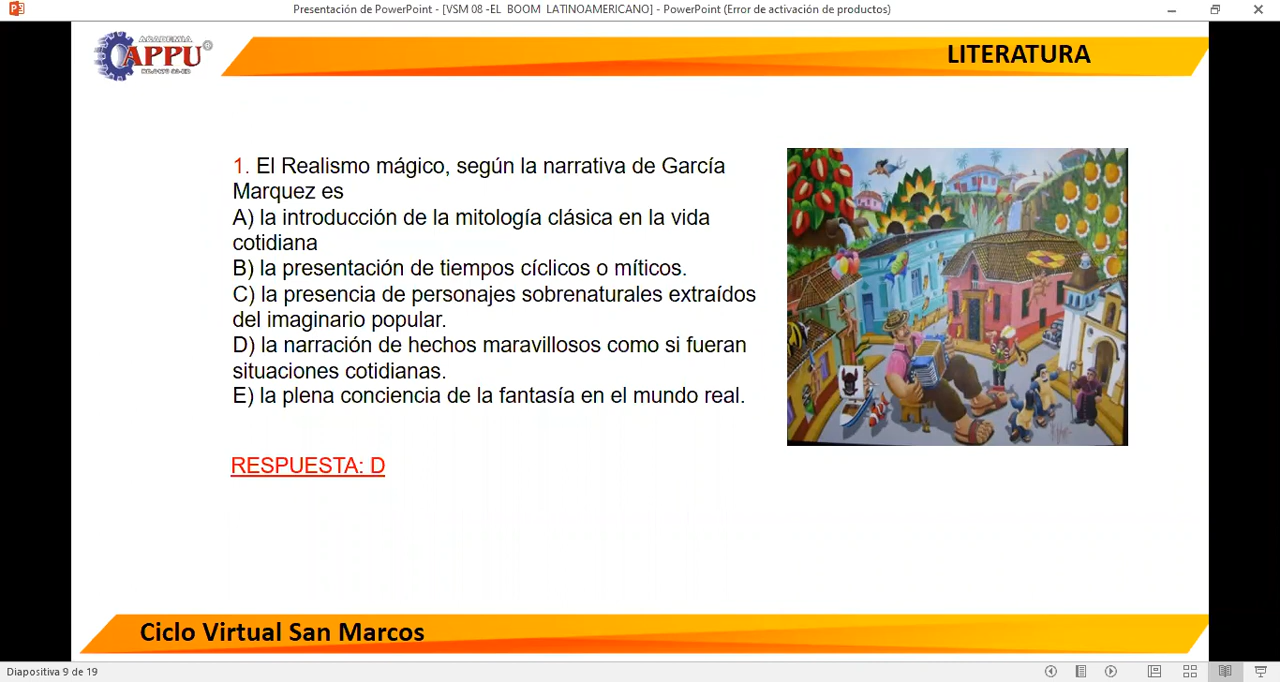 Presentación de PowerPoint - [VSM 08 -EL BOOM LATINOAMERICANO] - PowerPoint (Error de activación de productos)
ACADEMIA
APPU
LITERATURA
1. El Realismo mágico, según la narrativa de García
Marquez es
A) la introducción de la mitología clásica en la vida
cotidiana
B) la presentación de tiempos cíclicos o míticos.
C) la presencia de personajes sobrenaturales extraídos
del imaginario popular.
D) la narración de hechos maravillosos como si fueran
situaciones cotidianas.
E) la plena conciencia de la fantasía en el mundo real.
RESPUESTA: D
Ciclo Virtual San Marcos
Diapositiva 9 de 19